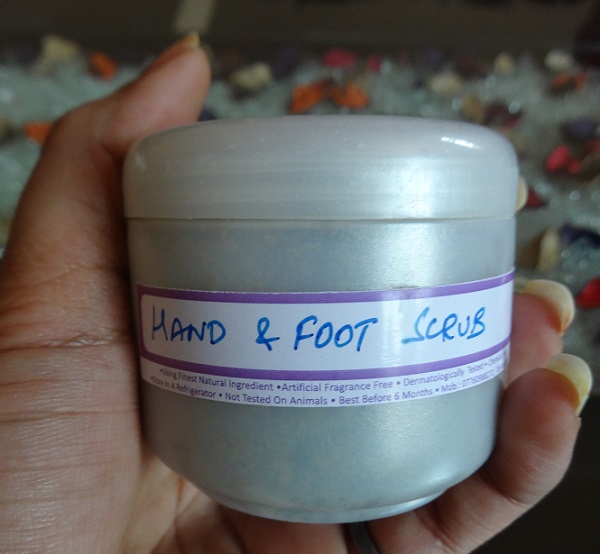 HAND & FOOT SCRUB
•Using Finest Natural Ingredient •Artificial Fragrance Free • Dermatologically Tested •
Store In A Refrigerator • Not Tested On Animals • Best Before 6 Months • Mob.: